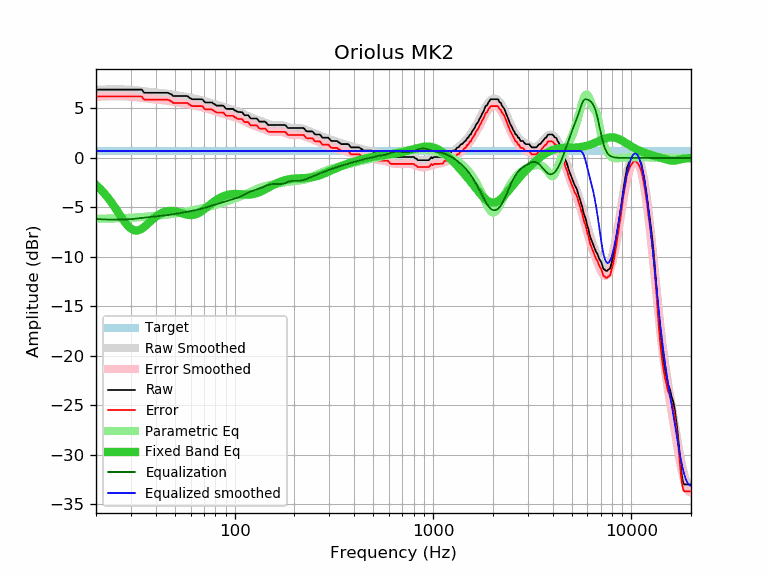 Oriolus MK2
Amplitude (dBr)
5
0
−5
−10
−15
−20
−25
−30
−35
Target
Raw Smoothed
Error Smoothed
Raw
Error
Parametric Eq
Fixed Band Eq
Equalization
Equalized smoothed
100 1000 10000
Frequency (Hz)